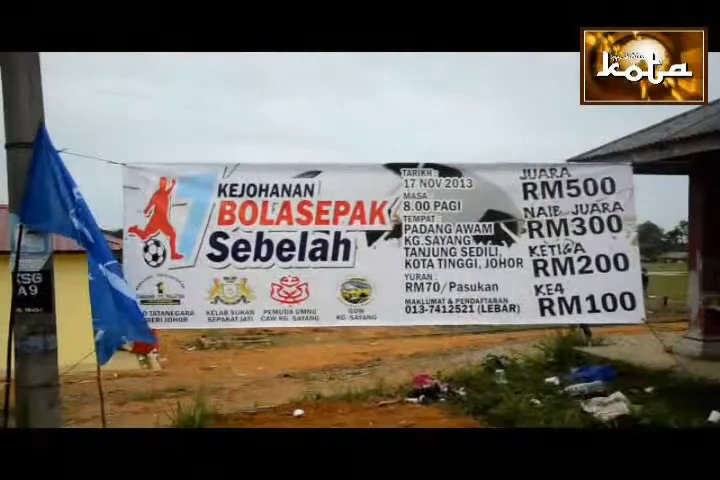 kota
KEJOHANAN
7 BOLASEPAK
Sebelah
TARIKH:
17 NOV 2013
MASA
8.00 PAGI
TEMPAT:
PADANG AWAM
KG.SAYANG
TANJUNG SEDILI,
KOTA TINGGI, JOHOR
YURAN:
RM70/ Pasukan
MAKLUMAT & PENDAFTARAN
013-7412521 (LEBAR)
JUARA
RM500
NAIB JUARA
RM300
KETIGA
RM200
KE4
RM100
KELAB SUKAN
SEPAKAT JATI
PEMUDA UMNO
CAW KG. SAYANG
KG. SAYANG
KSG
A9